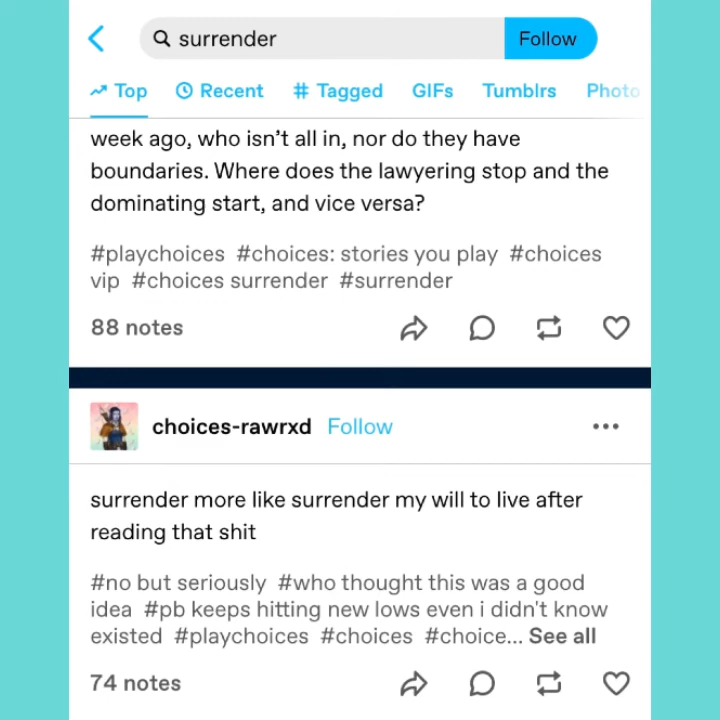 surrender
Follow
Top Recent # Tagged GIFs Tumblrs Photo
week ago, who isn’t all in, nor do they have
boundaries. Where does the lawyering stop and the
dominating start, and vice versa?
#playchoices #choices: stories you play #choices
vip #choices surrender #surrender
88 notes
choices-rawrxd Follow
surrender more like surrender my will to live after
reading that shit
#no but seriously #who thought this was a good
idea #pb keeps hitting new lows even i didn't know
existed #playchoices #choices #choice... See all
74 notes